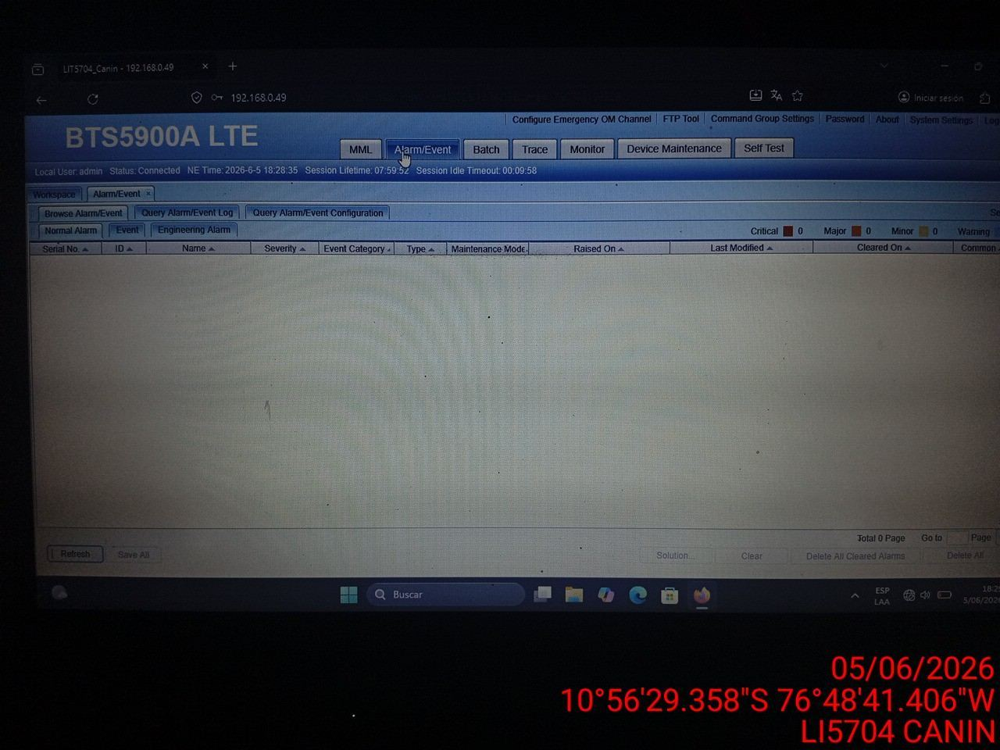 LIT5704_Canin - 192.168.0.49
192.168.0.49
Iniciar sesión
Configure Emergency OM Channel FTP Tool Command Group Settings Password About System Settings
BTS5900A LTE
MML Alarm/Event Batch Trace Monitor Device Maintenance Self Test
Local User: admin Status: Connected NE Time: 2026-6-5 18:28:35 Session Lifetime: 07:59:52 Session Idle Timeout: 00:09:58
Workspace Alarm/Event
Browse Alarm/Event Query Alarm/Event Log Query Alarm/Event Configuration
Normal Alarm Event Engineering Alarm Critical 0 Major 0 Minor 0 Warning
Serial No. ID Name Severity Event Category Type Maintenance Mode Raised On Last Modified Cleared On Common
Total 0 Page Go to Page
Refresh Save All Solution... Clear Delete All Cleared Alarms Delete All
Buscar
ESP
LAA
05/06/2026
10°56'29.358"S 76°48'41.406"W
LI5704 CANIN